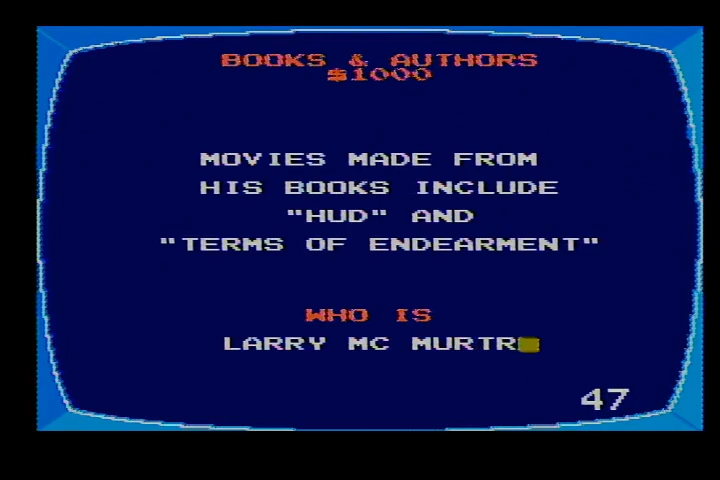 BOOKS & AUTHORS
$1000
MOVIES MADE FROM
HIS BOOKS INCLUDE
"HUD" AND
"TERMS OF ENDEARMENT"
WHO IS
LARRY MC MURTR
47